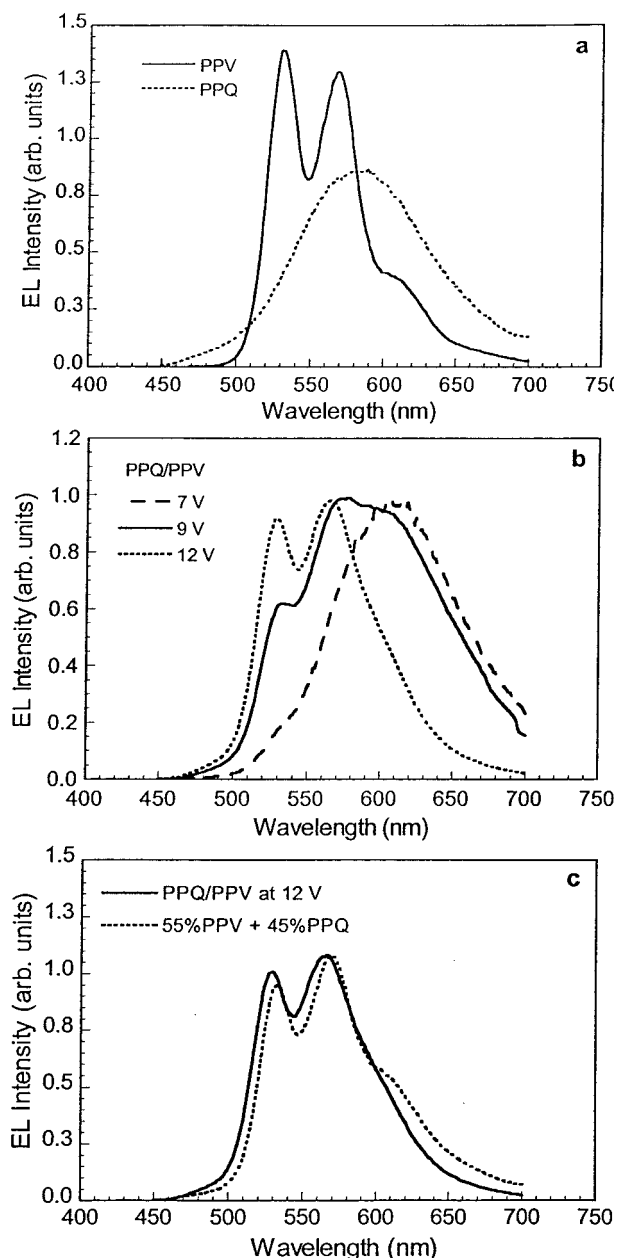 a
1.5
1.3
1.0
0.8
0.5
0.3
0.0
EL Intensity (arb. units)
PPV
PPQ
400 450 500 550 600 650 700 750
Wavelength (nm)
b
1.2
1.0
0.8
0.6
0.4
0.2
0.0
EL Intensity (arb. units)
PPQ/PPV
7 V
9 V
12 V
400 450 500 550 600 650 700 750
Wavelength (nm)
c
1.5
1.3
1.0
0.8
0.5
0.3
0.0
EL Intensity (arb. units)
PPQ/PPV at 12 V
55%PPV + 45%PPQ
400 450 500 550 600 650 700 750
Wavelength (nm)